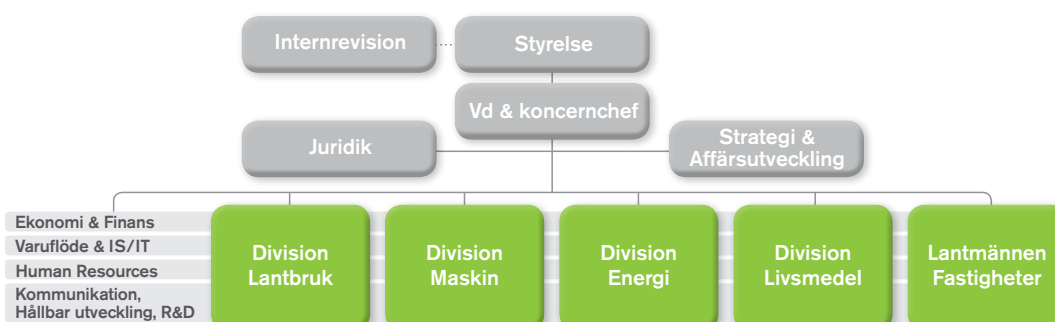 Internrevision
Styrelse
Vd & koncernchef
Juridik
Strategi &
Affärsutveckling
Ekonomi & Finans
Varuflöde & IS/IT
Human Resources
Kommunikation,
Hållbar utveckling, R&D
Division
Lantbruk
Division
Maskin
Division
Energi
Division
Livsmedel
Lantmännen
Fastigheter